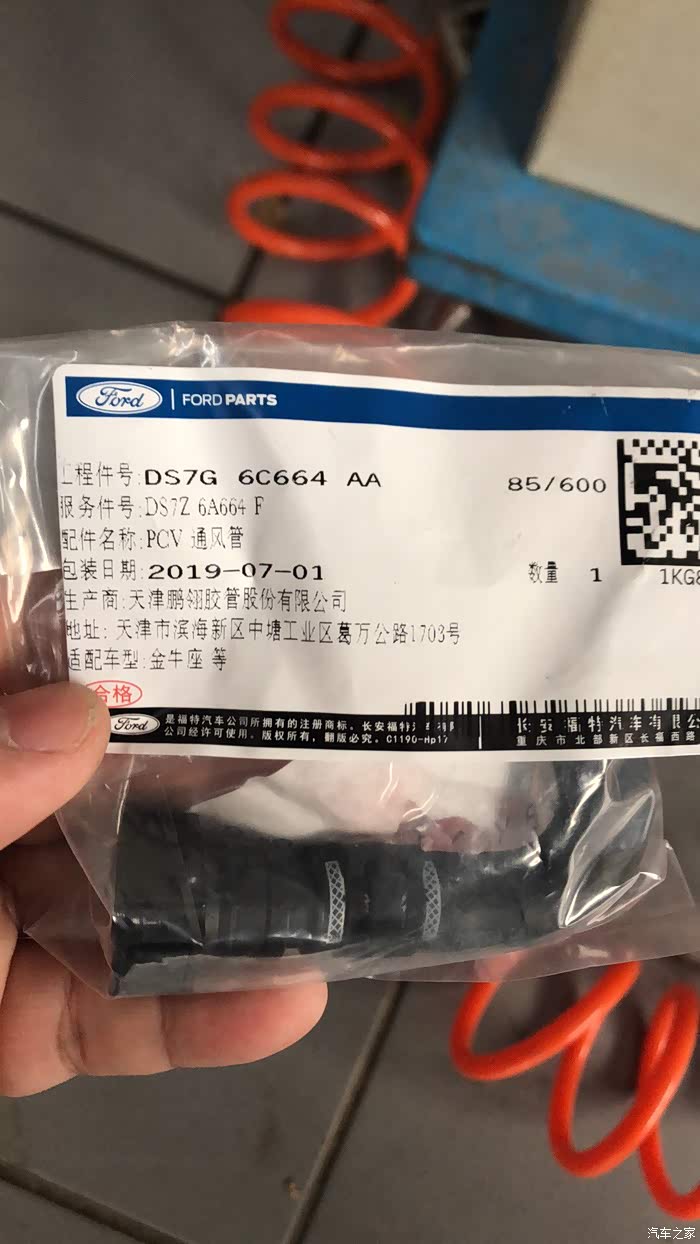 Ford | FORD PARTS
工程件号:DS7G 6C664 AA 85/600
服务件号:DS7Z 6A664 F
配件名称:PCV 通风管
包装日期:2019-07-01 数量 1 1KG8
生产商:天津鹏翎胶管股份有限公司
地址: 天津市滨海新区中塘工业区葛万公路1703号
适配车型:金牛座 等
合格
Ford 是福特汽车公司所拥有的注册商标。长安福特汽车有限
公司经许可使用。版权所有,翻版必究。C1190-Hp17
长安福特汽车有限公
重庆市北部新区长福西路
汽车之家